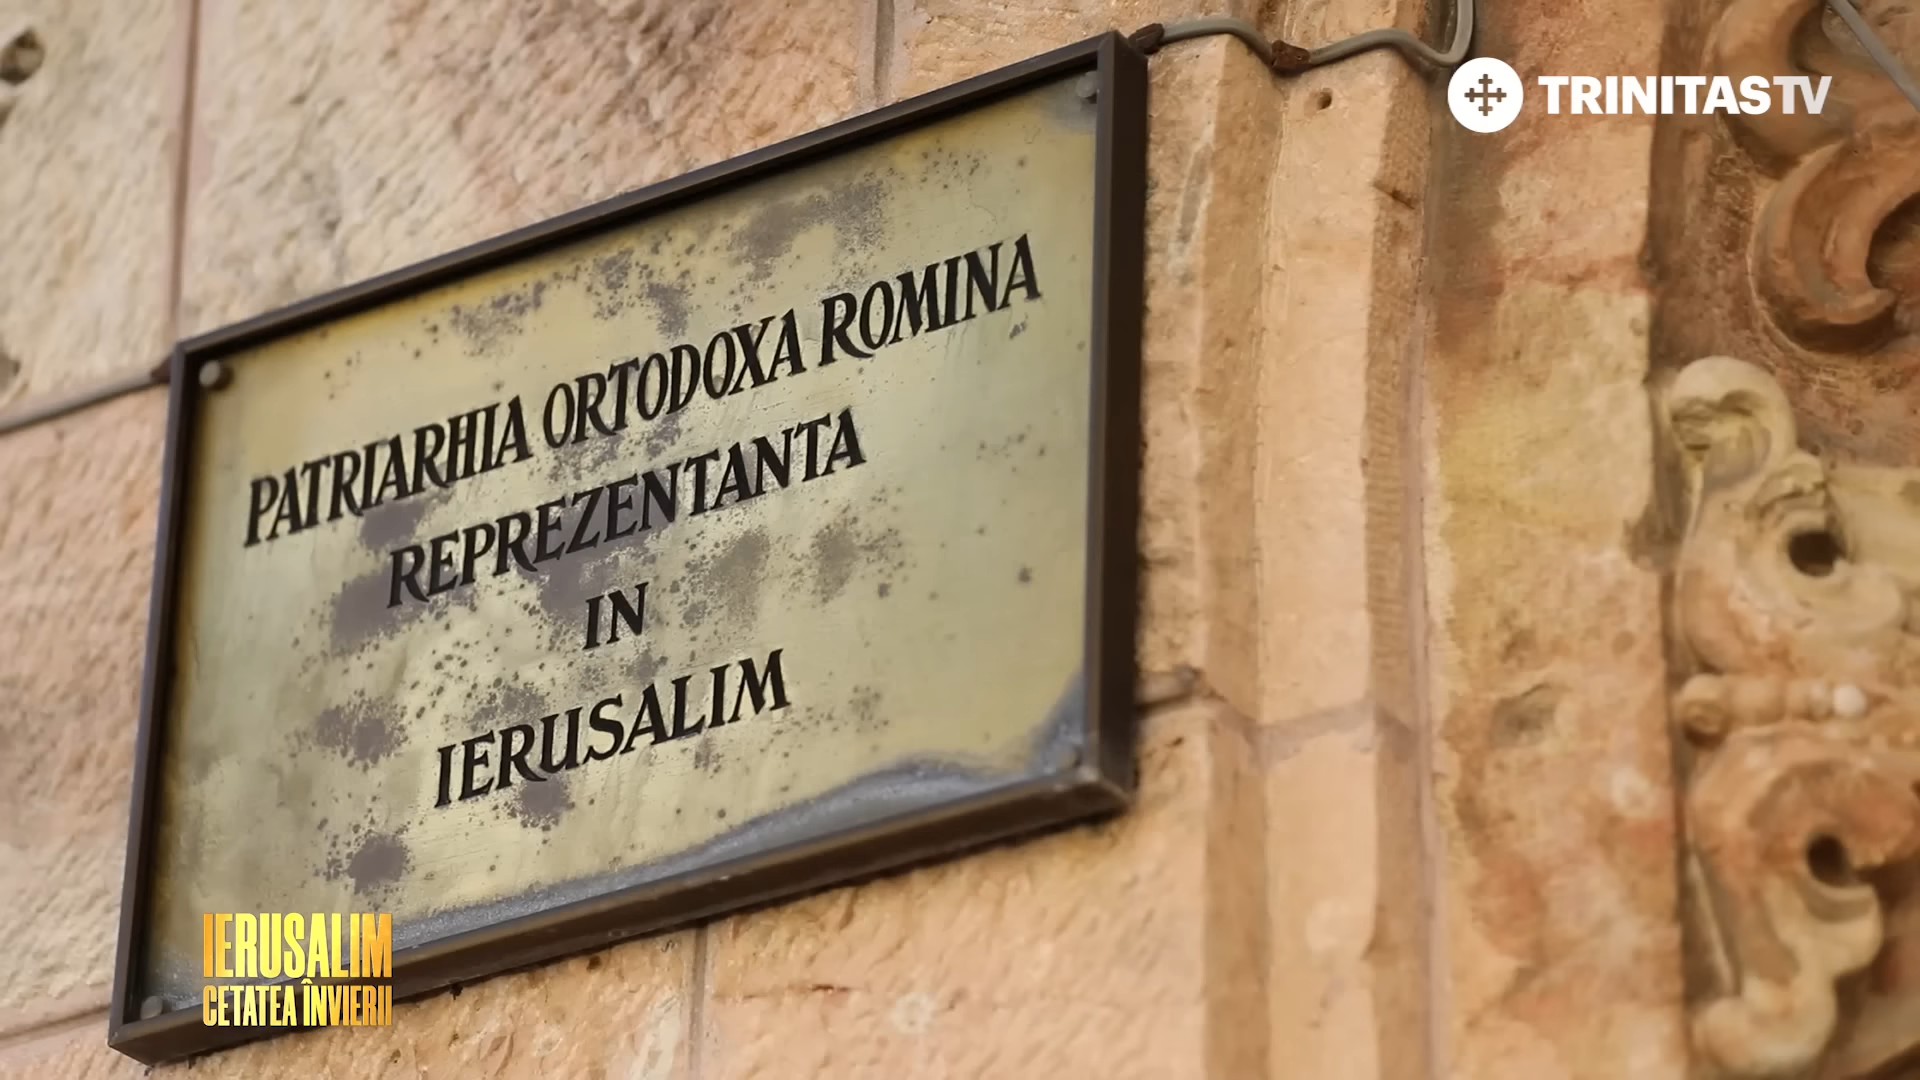 TRINITASTV
PATRIARHIA ORTODOXA ROMINA
REPREZENTANTA
IN
IERUSALIM
IERUSALIM
CETATEA ÎNVIERII